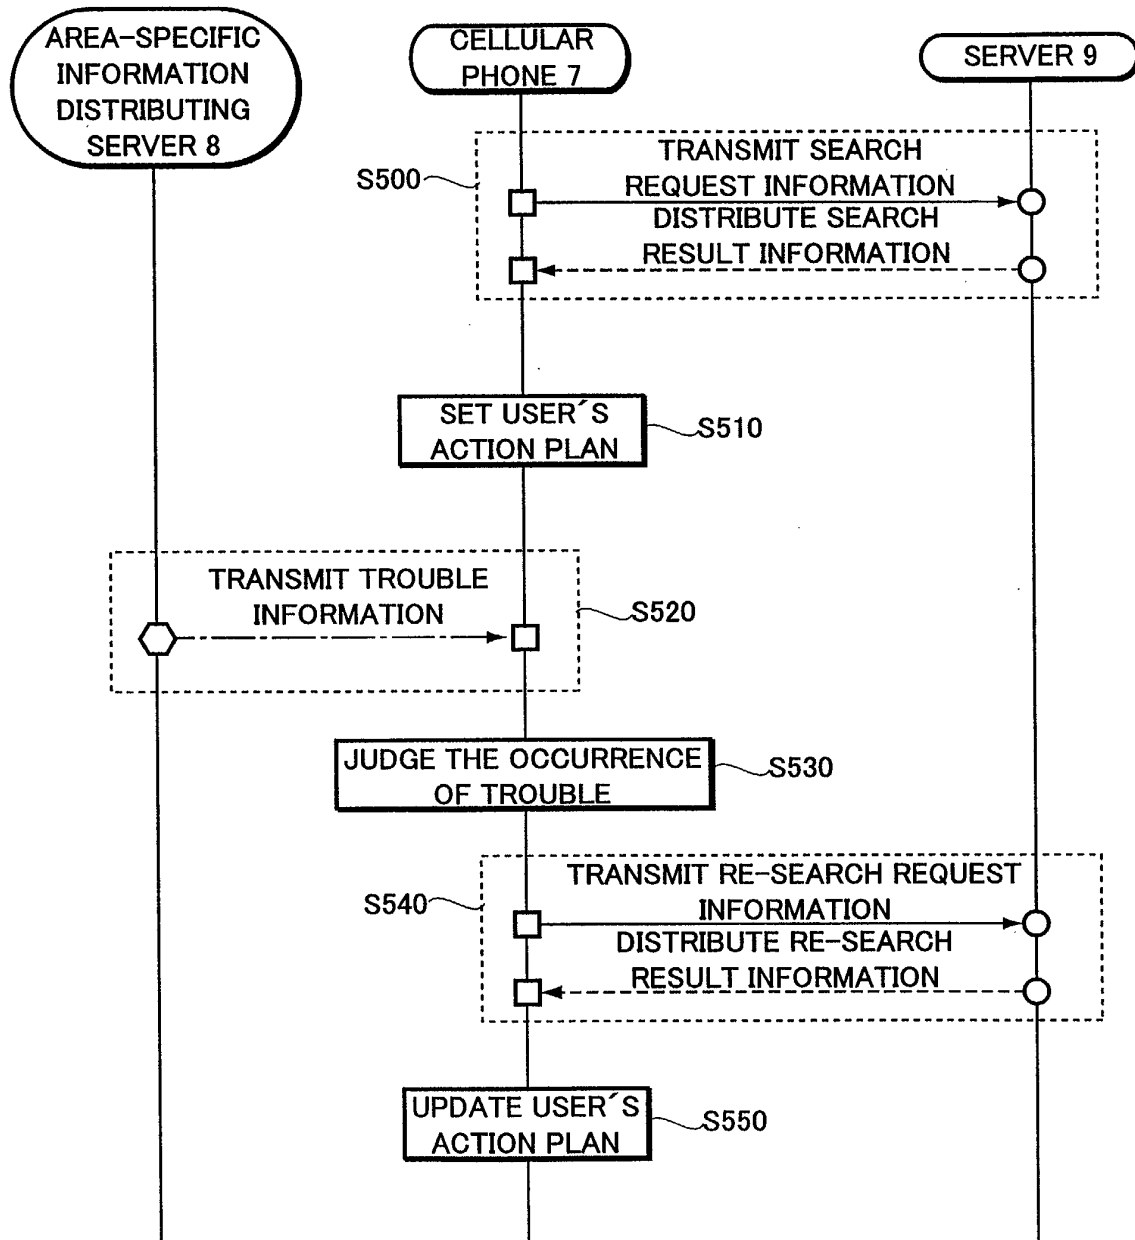 AREA-SPECIFIC
INFORMATION
DISTRIBUTING
SERVER 8
CELLULAR
PHONE 7
SERVER 9
S500
TRANSMIT SEARCH
REQUEST INFORMATION
DISTRIBUTE SEARCH
RESULT INFORMATION
SET USER´S
ACTION PLAN
S510
TRANSMIT TROUBLE
INFORMATION
S520
JUDGE THE OCCURRENCE
OF TROUBLE
S530
S540
TRANSMIT RE-SEARCH REQUEST
INFORMATION
DISTRIBUTE RE-SEARCH
RESULT INFORMATION
UPDATE USER´S
ACTION PLAN
S550